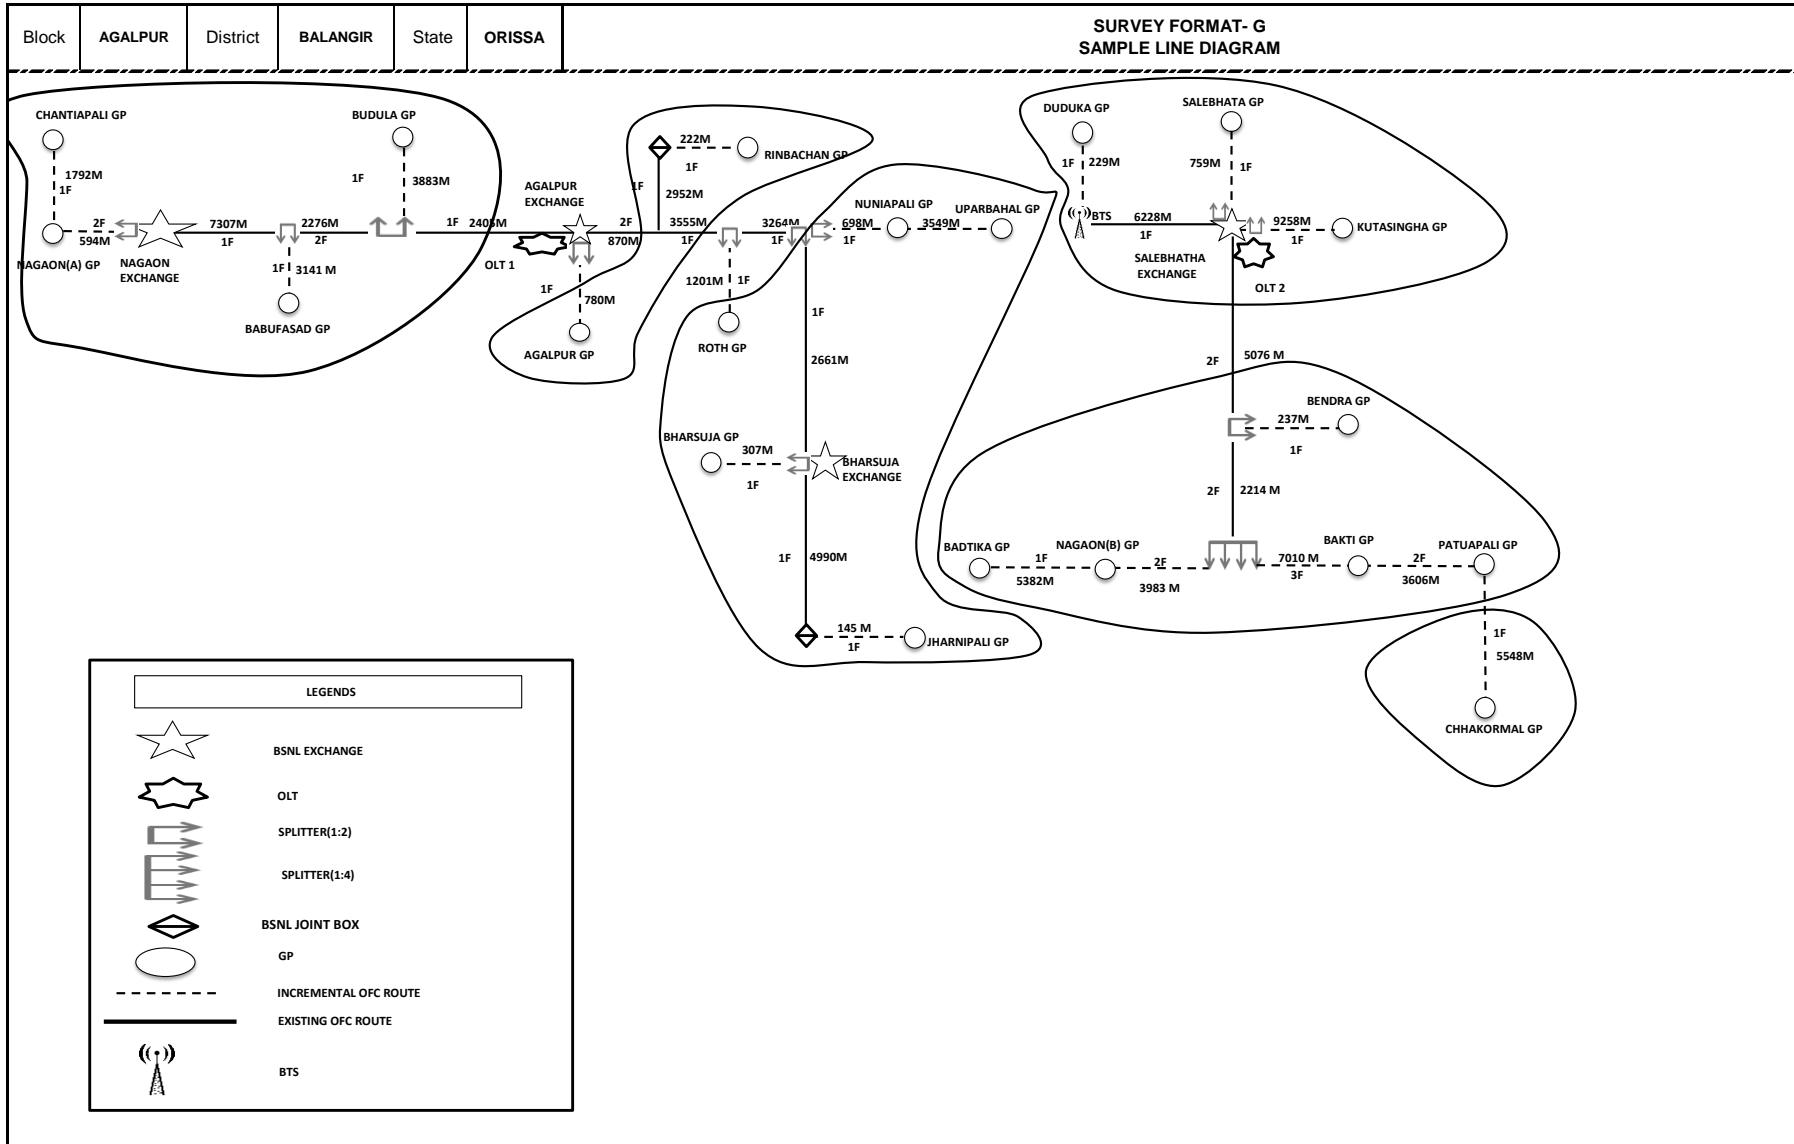 Block AGALPUR District BALANGIR State ORISSA
SURVEY FORMAT- G
SAMPLE LINE DIAGRAM
CHANTIAPALI GP
1792M
1F
2F
594M
NAGAON(A) GP
NAGAON
EXCHANGE
7307M
1F
2276M
2F
1F
3141 M
BABUFASAD GP
BUDULA GP
1F
3883M
1F 2405M
AGALPUR
EXCHANGE
OLT 1
2F
870M
1F
780M
AGALPUR GP
222M
1F
RINBACHAN GP
1F
2952M
3555M
1F
1201M
1F
ROTH GP
3264M
1F
698M
1F
NUNIAPALI GP
3549M
UPARBAHAL GP
1F
2661M
BHARSUJA GP
307M
1F
BHARSUJA
EXCHANGE
1F
4990M
145 M
1F
JHARNIPALI GP
DUDUKA GP
1F
229M
BTS
6228M
1F
SALEBHATA GP
759M
1F
9258M
1F
KUTASINGHA GP
SALEBHATHA
EXCHANGE
OLT 2
2F
5076 M
BENDRA GP
237M
1F
2F
2214 M
BADTIKA GP
1F
5382M
NAGAON(B) GP
2F
3983 M
7010 M
3F
BAKTI GP
2F
3606M
PATUAPALI GP
1F
5548M
CHHAKORMAL GP
LEGENDS
BSNL EXCHANGE
OLT
SPLITTER(1:2)
SPLITTER(1:4)
BSNL JOINT BOX
GP
INCREMENTAL OFC ROUTE
EXISTING OFC ROUTE
BTS